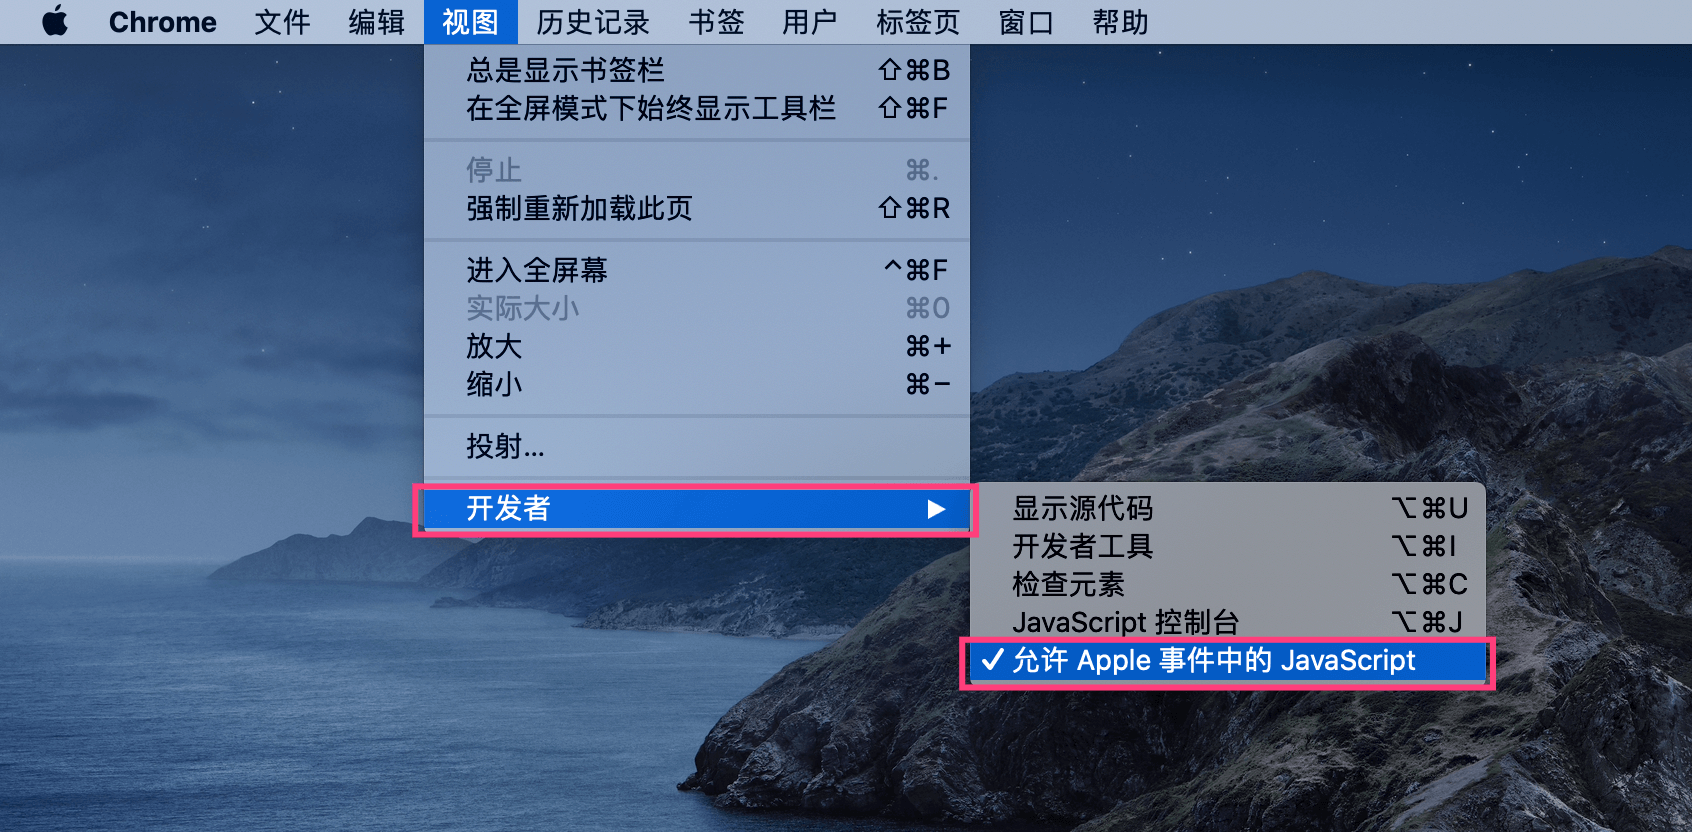 Chrome 文件 编辑 视图 历史记录 书签 用户 标签页 窗口 帮助
总是显示书签栏 ⇧⌘B
在全屏模式下始终显示工具栏 ⇧⌘F
停止 ⌘.
强制重新加载此页 ⇧⌘R
进入全屏幕 ^⌘F
实际大小 ⌘0
放大 ⌘+
缩小 ⌘−
投射...
开发者 ▶
显示源代码 ⌥⌘U
开发者工具 ⌥⌘I
检查元素 ⌥⌘C
JavaScript 控制台 ⌥⌘J
✓ 允许 Apple 事件中的 JavaScript